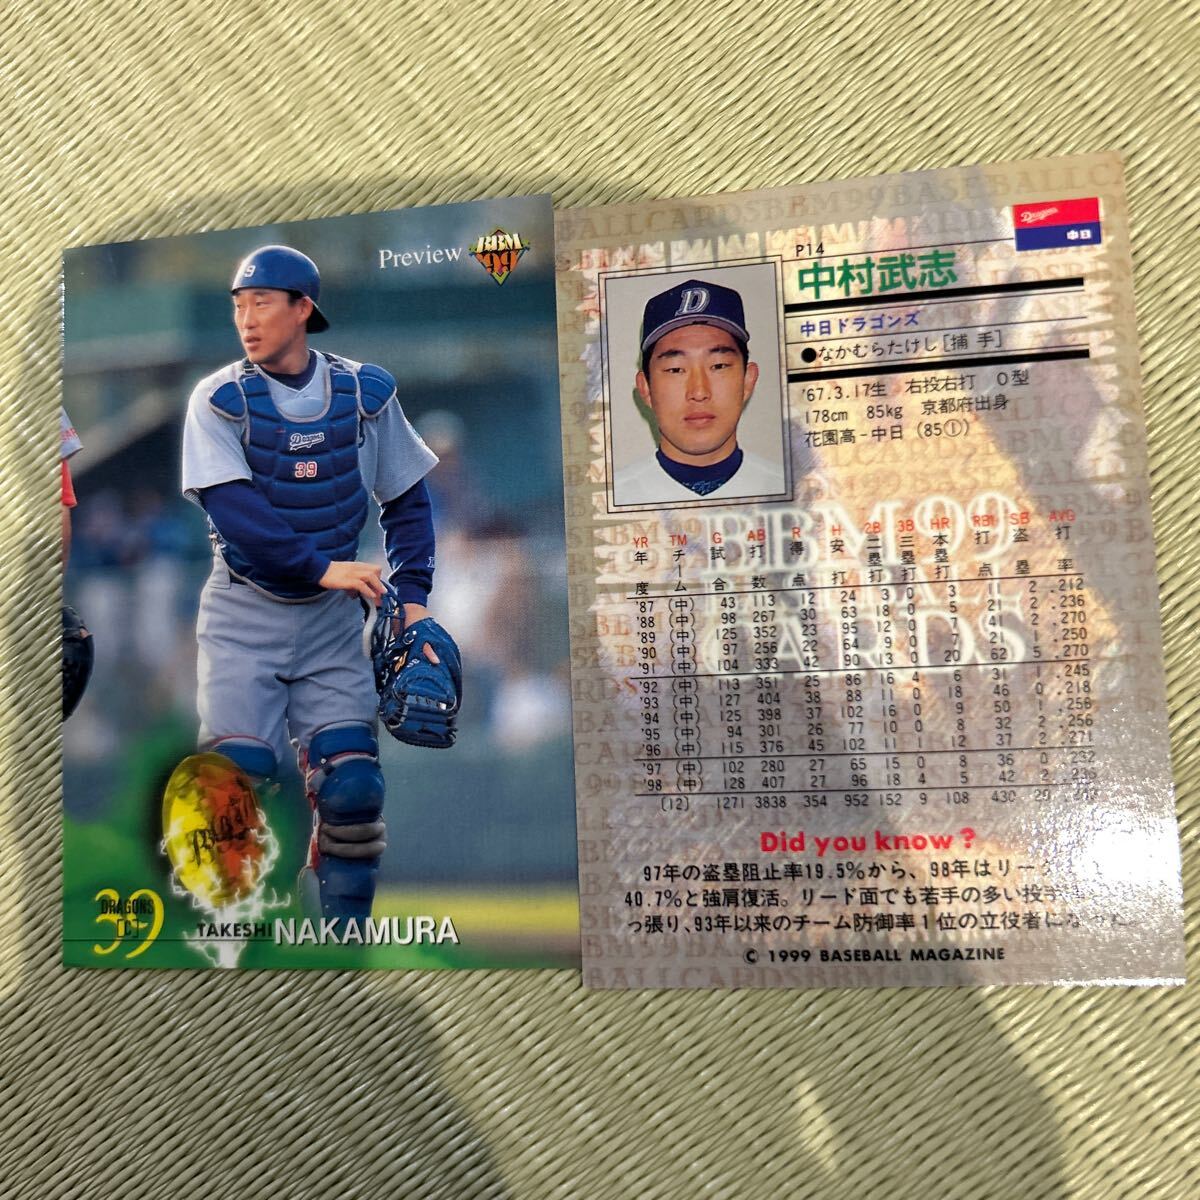 Preview
BBM
'99
9
Dragons
39
39
DRAGONS
[C]
TAKESHI NAKAMURA
P14
Dragons
中日
中村武志
中日ドラゴンズ
●なかむらたけし[捕手]
'67.3.17生 右投右打 O型
178cm 85kg 京都府出身
花園高-中日(85①)
D
BBM 99
BASEBALL
CARDS
YR TM G AB R H 2B 3B HR RBI SB AVG
年度 チーム 試合 打数 得点 安打 二塁打 三塁打 本塁打 打点 盗塁 打率
'87 (中) 43 113 12 24 3 0 3 11 2 .212
'88 (中) 98 267 30 63 18 0 5 21 2 .236
'89 (中) 125 352 23 95 12 0 7 41
'90 (中) 97 256 22 64 9 0 7 21 1 .250
'91 (中) 104 333 42 90 13 0 20 62 5 .270
'92 (中) 113 351 25 86 16 4 6 31 1 .245
'93 (中) 127 404 38 88 11 0 18 46 0 .218
'94 (中) 125 398 37 102 16 0 9 50 1 .256
'95 (中) 94 301 26 77 10 0 8 32 2 .256
'96 (中) 115 376 45 102 11 1 12 37 2 .271
'97 (中) 102 280 27 65 15 0 8 36 0 .232
'98 (中) 128 407 27 96 18 4 5 42 2 .236
[12] 1271 3838 354 952 152 9 108 430
Did you know?
97年の盗塁阻止率19.5%から、98年はリー
40.7%と強肩復活。リード面でも若手の多い投手
っ張り、93年以来のチーム防御率1位の立役者に
© 1999 BASEBALL MAGAZINE